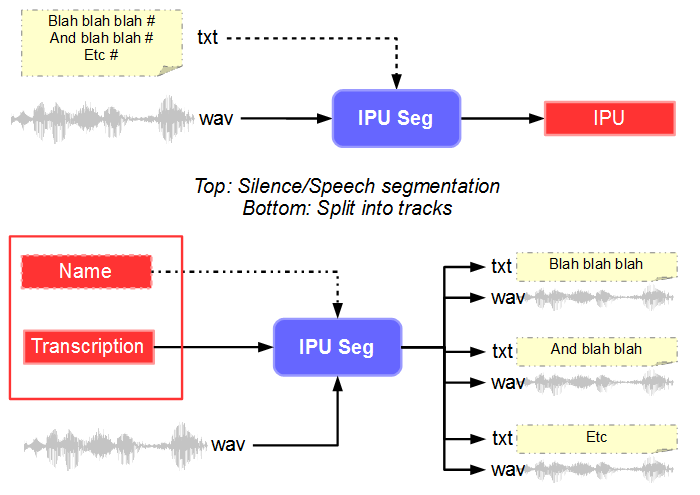 Blah blah blah #
And blah blah #
Etc #
txt
wav
IPU Seg
IPU
Top: Silence/Speech segmentation
Bottom: Split into tracks
Name
Transcription
wav
IPU Seg
txt
Blah blah blah
wav
txt
And blah blah
wav
txt
Etc
wav